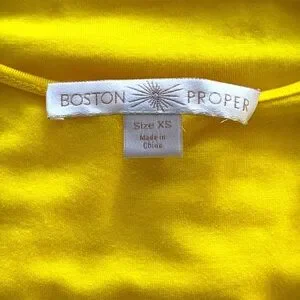 BOSTON PROPER
Size XS
Made in
China